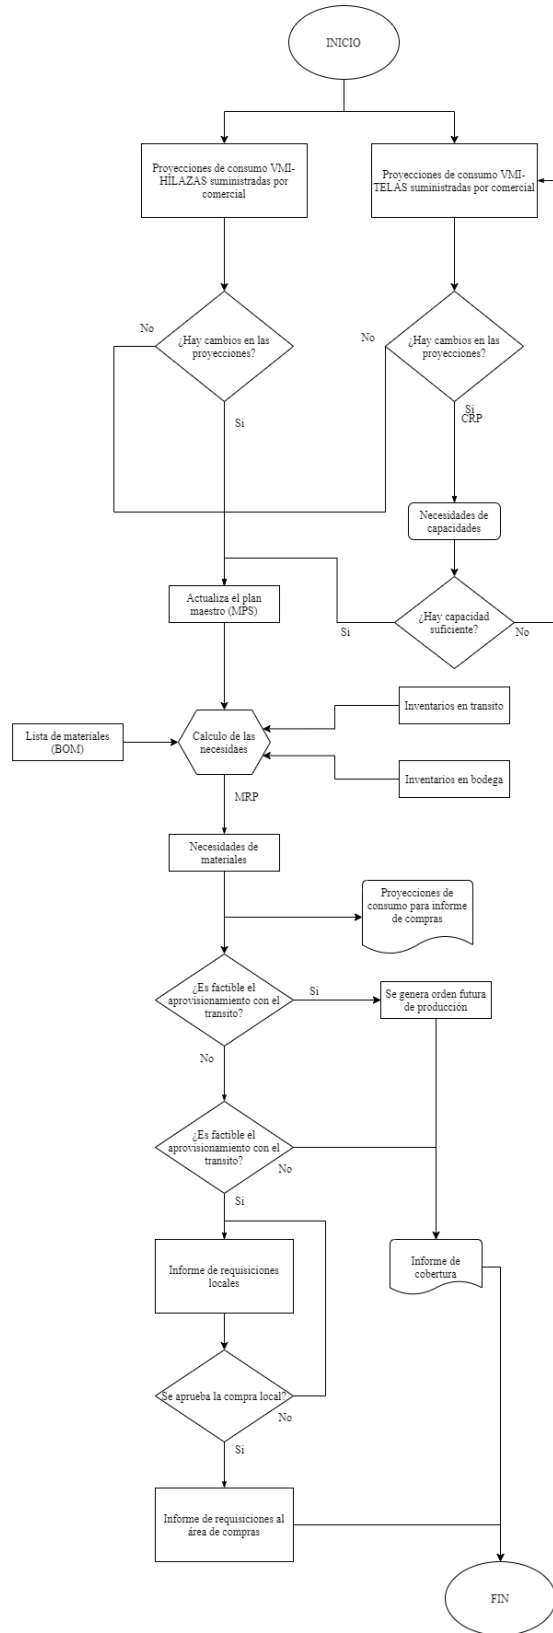 INICIO
Proyecciones de consumo VMI-
HILAZAS suministradas por
comercial
Proyecciones de consumo VMI-
TELAS suministradas por comercial
No
¿Hay cambios en las
proyecciones?
No
¿Hay cambios en las
proyecciones?
Si
Si
CRP
Necesidades de
capacidades
Actualiza el plan
maestro (MPS)
¿Hay capacidad
suficiente?
Si
No
Lista de materiales
(BOM)
Calculo de las
necesidaes
Inventarios en transito
Inventarios en bodega
MRP
Necesidades de
materiales
Proyecciones de
consumo para informe
de compras
¿Es factible el
aprovisionamiento con el
transito?
Si
Se genera orden futura
de producción
No
¿Es factible el
aprovisionamiento con el
transito?
No
Si
Informe de requisiciones
locales
Informe de
cobertura
Se aprueba la compra local?
No
Si
Informe de requisiciones al
área de compras
FIN